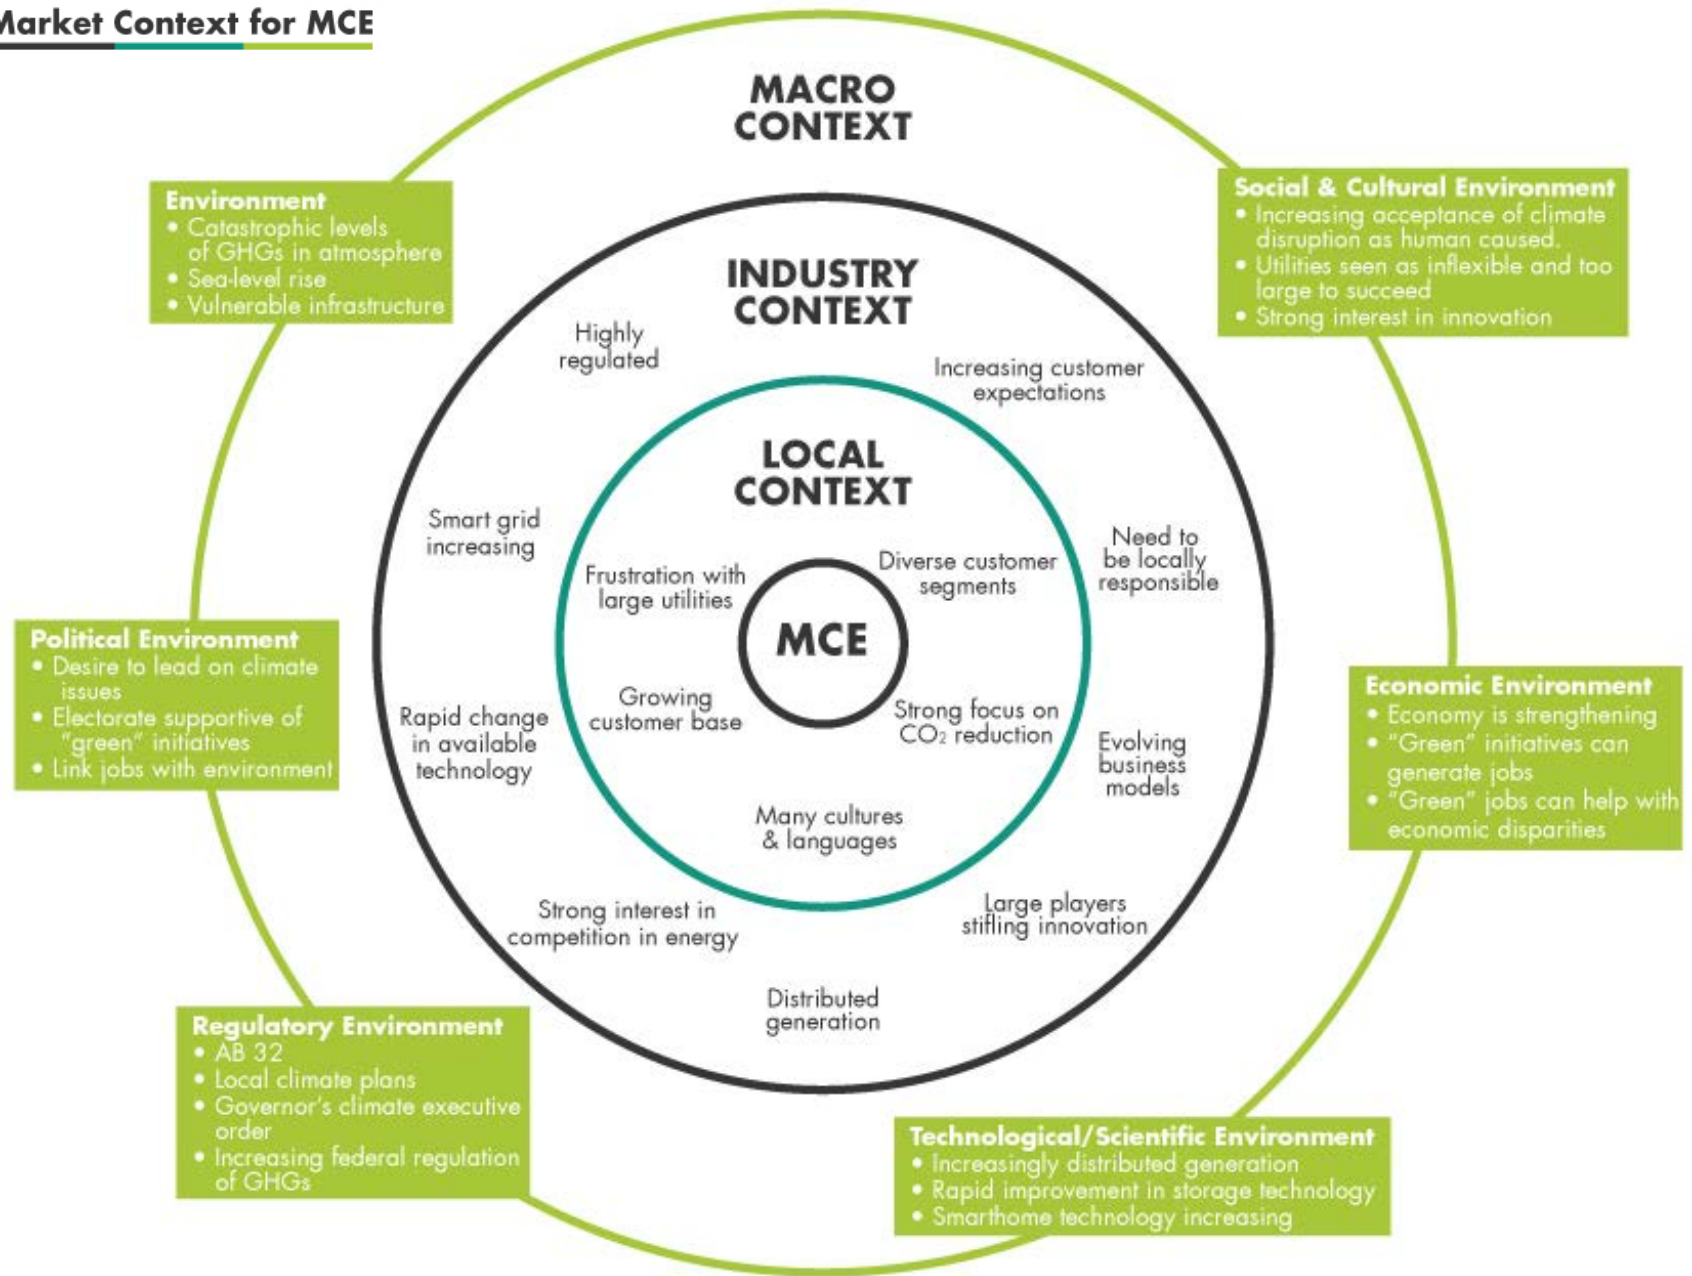 Market Context for MCE
MACRO
CONTEXT
Environment
• Catastrophic levels
of GHGs in atmosphere
• Sea-level rise
• Vulnerable infrastructure
Social & Cultural Environment
• Increasing acceptance of climate
disruption as human caused.
• Utilities seen as inflexible and too
large to succeed
• Strong interest in innovation
INDUSTRY
CONTEXT
Highly
regulated
Increasing customer
expectations
LOCAL
CONTEXT
Smart grid
increasing
Need to
be locally
responsible
Frustration with
large utilities
Diverse customer
segments
MCE
Political Environment
• Desire to lead on climate
issues
• Electorate supportive of
"green" initiatives
• Link jobs with environment
Economic Environment
• Economy is strengthening
• "Green" initiatives can
generate jobs
• "Green" jobs can help with
economic disparities
Growing
customer base
Strong focus on
CO₂ reduction
Rapid change
in available
technology
Evolving
business
models
Many cultures
& languages
Strong interest in
competition in energy
Large players
stifling innovation
Distributed
generation
Regulatory Environment
• AB 32
• Local climate plans
• Governor's climate executive
order
• Increasing federal regulation
of GHGs
Technological/Scientific Environment
• Increasingly distributed generation
• Rapid improvement in storage technology
• Smarthome technology increasing